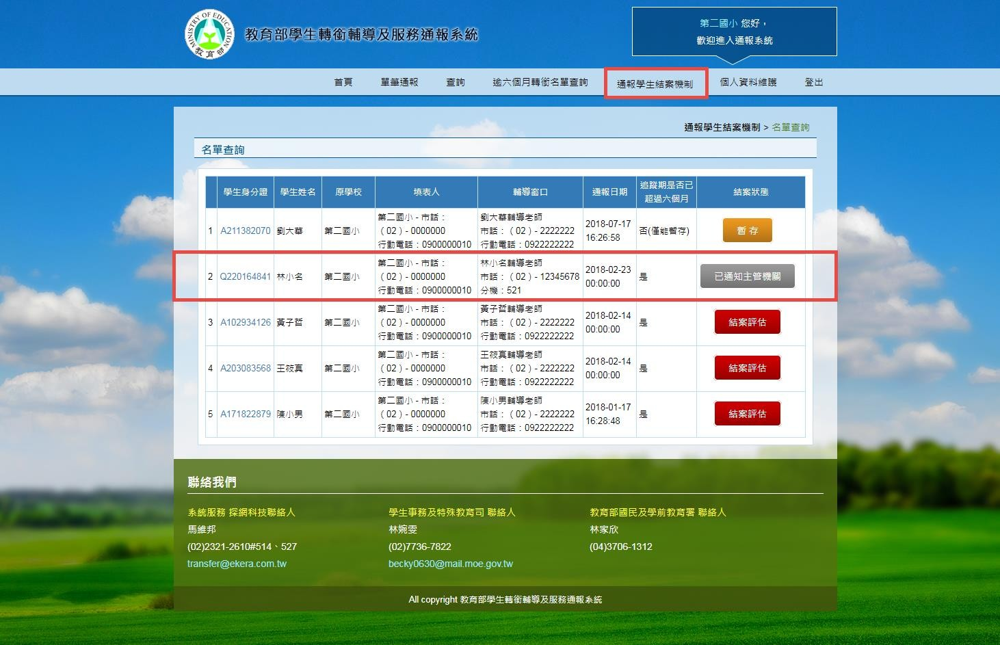 MINISTRY OF EDUCATION
教育部
教育部學生轉銜輔導及服務通報系統
第二國小 您好，
歡迎進入通報系統
首頁 單筆通報 查詢 逾六個月轉銜名單查詢 通報學生結案機制 個人資料維護 登出
通報學生結案機制 > 名單查詢
名單查詢
學生身分證 學生姓名 原學校 填表人 輔導窗口 通報日期 追蹤期是否已超過六個月 結案狀態
1 A211382070 劉大華 第二國小 第二國小 - 市話：（02）- 0000000 行動電話：0900000010 劉大華輔導老師 市話：（02）- 2222222 行動電話：0922222222 2018-07-17 16:26:58 否(僅能暫存) 暫 存
2 Q220164841 林小名 第二國小 第二國小 - 市話：（02）- 0000000 行動電話：0900000010 林小名輔導老師 市話：（02）- 12345678 分機：521 2018-02-23 00:00:00 是 已通知主管機關
3 A102934126 黃子哲 第二國小 第二國小 - 市話：（02）- 0000000 行動電話：0900000010 黃子哲輔導老師 市話：（02）- 2222222 行動電話：0922222222 2018-02-14 00:00:00 是 結案評估
4 A203083568 王筱真 第二國小 第二國小 - 市話：（02）- 0000000 行動電話：0900000010 王筱真輔導老師 市話：（02）- 2222222 行動電話：0922222222 2018-02-14 00:00:00 是 結案評估
5 A171822879 陳小男 第二國小 第二國小 - 市話：（02）- 0000000 行動電話：0900000010 陳小男輔導老師 市話：（02）- 2222222 行動電話：0922222222 2018-01-17 16:28:48 是 結案評估
聯絡我們
系統服務 探網科技聯絡人
馬維邦
(02)2321-2610#514、527
transfer@ekera.com.tw
學生事務及特殊教育司 聯絡人
林婉雯
(02)7736-7822
becky0630@mail.moe.gov.tw
教育部國民及學前教育署 聯絡人
林家欣
(04)3706-1312
All copyright 教育部學生轉銜輔導及服務通報系統